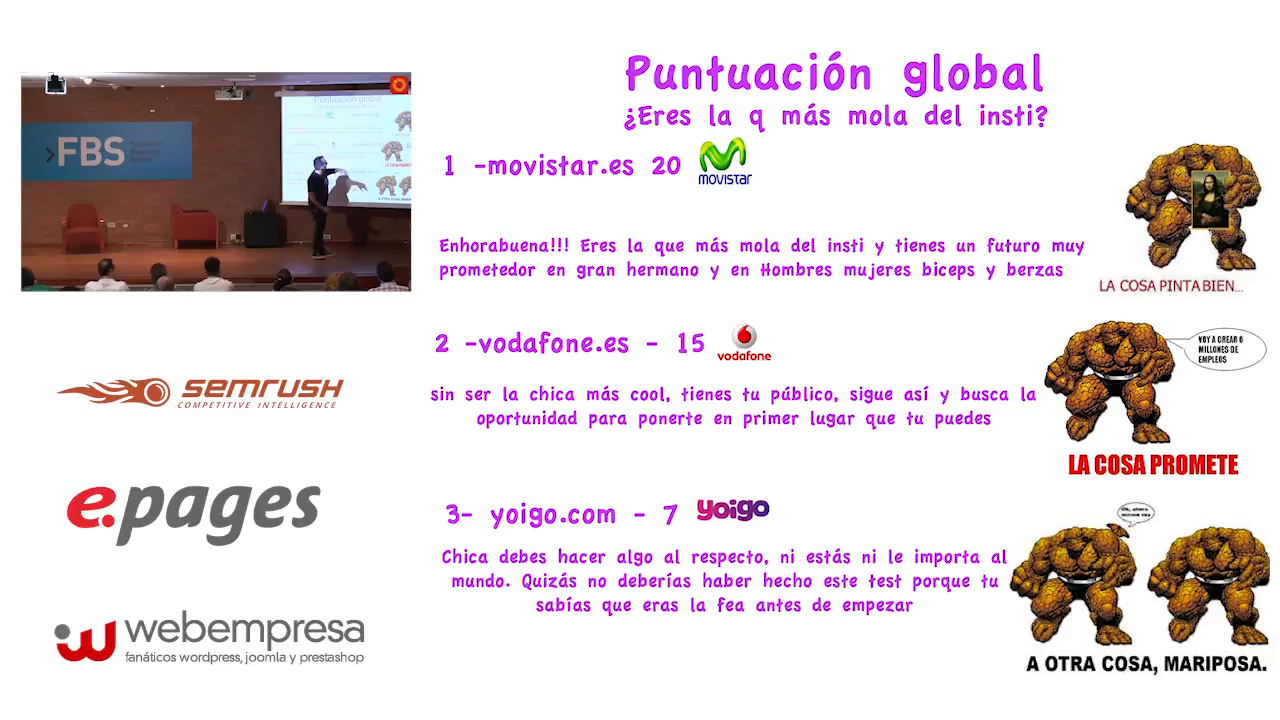 Puntuación global
¿Eres la q más mola del insti?
1 -movistar.es 20
movistar
Enhorabuena!!! Eres la que más mola del insti y tienes un futuro muy
prometedor en gran hermano y en Hombres mujeres biceps y berzas
LA COSA PINTA BIEN...
2 -vodafone.es - 15
vodafone
sin ser la chica más cool, tienes tu público, sigue así y busca la
oportunidad para ponerte en primer lugar que tu puedes
VOY A CREAR 6
MILLONES DE
EMPLEOS
LA COSA PROMETE
3- yoigo.com - 7
yoigo
Chica debes hacer algo al respecto, ni estás ni le importa al
mundo. Quizás no deberías haber hecho este test porque tu
sabías que eras la fea antes de empezar
A OTRA COSA, MARIPOSA.
FBS
Puntuación global
semrush
COMPETITIVE INTELLIGENCE
e.pages
webempresa
fanáticos wordpress, joomla y prestashop